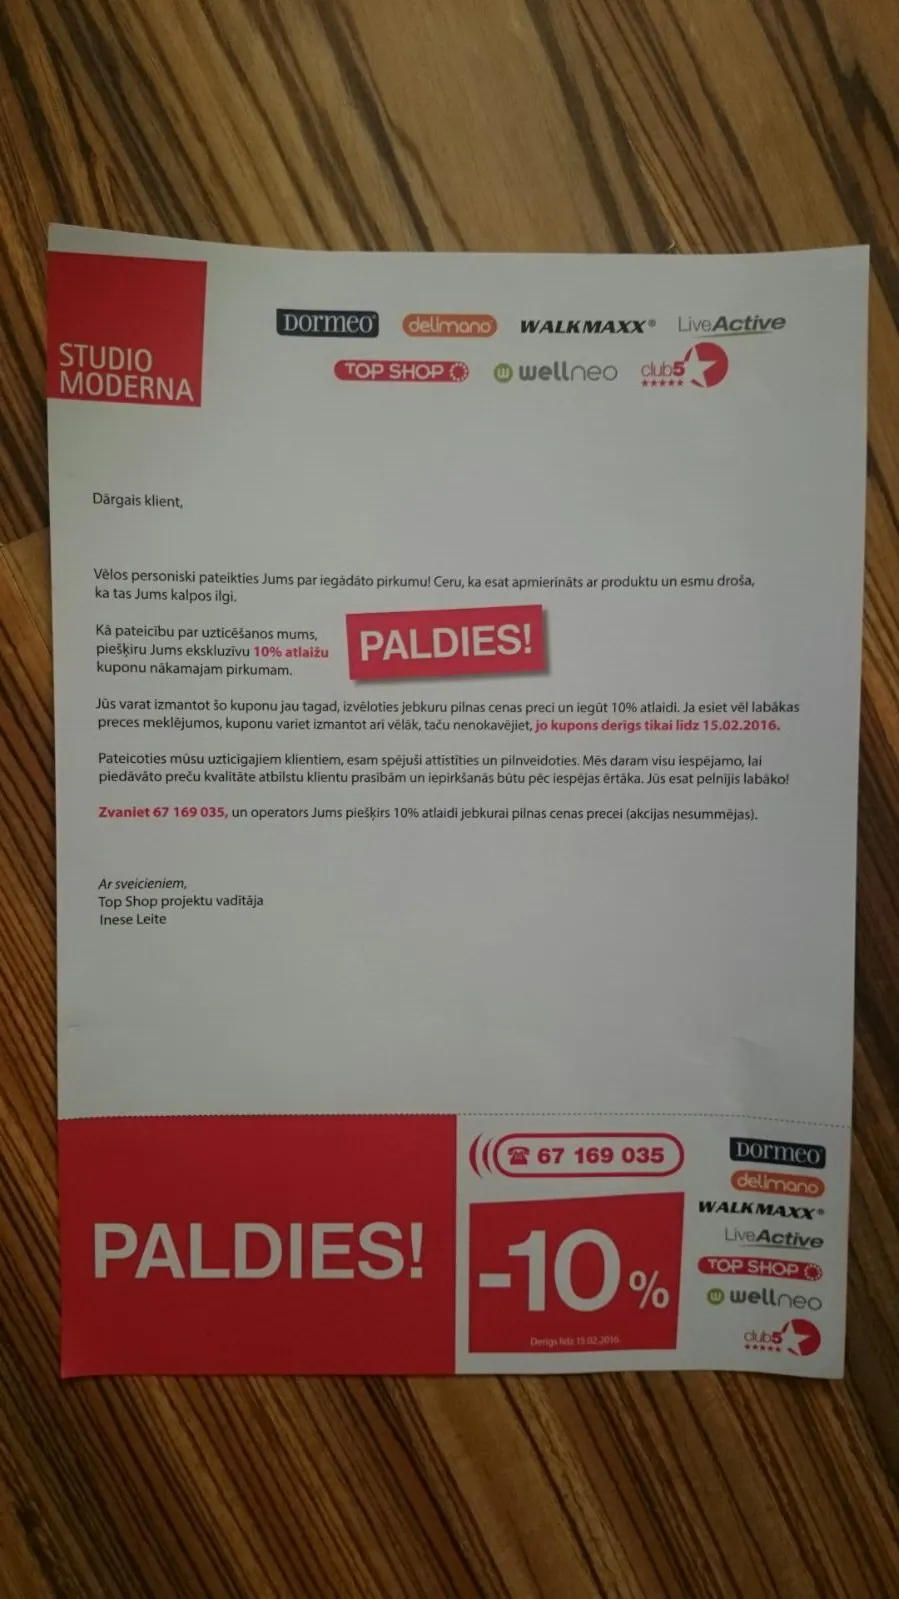 STUDIO
MODERNA
DORMEO
delimano
WALKMAXX®
LiveActive
TOP SHOP
w wellneo
club5
Dārgais klient,
Vēlos personiski pateikties Jums par iegādāto pirkumu! Ceru, ka esat apmierināts ar produktu un esmu droša,
ka tas Jums kalpos ilgi.
Kā pateicību par uzticēšanos mums,
piešķiru Jums ekskluzīvu 10% atlaižu
kuponu nākamajam pirkumam.
PALDIES!
Jūs varat izmantot šo kuponu jau tagad, izvēloties jebkuru pilnas cenas preci un iegūt 10% atlaidi. Ja esiet vēl labākas
preces meklējumos, kuponu variet izmantot arī vēlāk, taču nenokavējiet, jo kupons derīgs tikai līdz 15.02.2016.
Pateicoties mūsu uzticīgajiem klientiem, esam spējuši attīstīties un pilnveidoties. Mēs daram visu iespējamo, lai
piedāvāto preču kvalitāte atbilstu klientu prasībām un iepirkšanās būtu pēc iespējas ērtāka. Jūs esat pelnījis labāko!
Zvaniet 67 169 035, un operators Jums piešķirs 10% atlaidi jebkurai pilnas cenas precei (akcijas nesummējas).
Ar sveicieniem,
Top Shop projektu vadītāja
Inese Leite
PALDIES!
☎ 67 169 035
-10%
Derīgs līdz 15.02.2016.
DORMEO
delimano
WALKMAXX®
LiveActive
TOP SHOP
w wellneo
club5